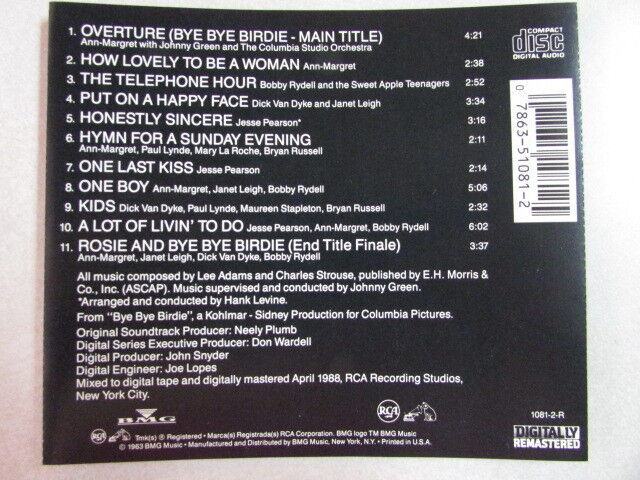 1. OVERTURE (BYE BYE BIRDIE - MAIN TITLE) 4:21
Ann-Margret with Johnny Green and The Columbia Studio Orchestra
2. HOW LOVELY TO BE A WOMAN Ann-Margret 2:38
3. THE TELEPHONE HOUR Bobby Rydell and the Sweet Apple Teenagers 2:52
4. PUT ON A HAPPY FACE Dick Van Dyke and Janet Leigh 3:34
5. HONESTLY SINCERE Jesse Pearson* 3:16
6. HYMN FOR A SUNDAY EVENING 2:11
Ann-Margret, Paul Lynde, Mary La Roche, Bryan Russell
7. ONE LAST KISS Jesse Pearson 2:14
8. ONE BOY Ann-Margret, Janet Leigh, Bobby Rydell 5:06
9. KIDS Dick Van Dyke, Paul Lynde, Maureen Stapleton, Bryan Russell 2:32
10. A LOT OF LIVIN' TO DO Jesse Pearson, Ann-Margret, Bobby Rydell 6:02
11. ROSIE AND BYE BYE BIRDIE (End Title Finale) 3:37
Ann-Margret, Janet Leigh, Dick Van Dyke, Bobby Rydell
All music composed by Lee Adams and Charles Strouse, published by E.H. Morris &
Co., Inc. (ASCAP). Music supervised and conducted by Johnny Green.
*Arranged and conducted by Hank Levine.
From "Bye Bye Birdie", a Kohlmar - Sidney Production for Columbia Pictures.
Original Soundtrack Producer: Neely Plumb
Digital Series Executive Producer: Don Wardell
Digital Producer: John Snyder
Digital Engineer: Joe Lopes
Mixed to digital tape and digitally mastered April 1988, RCA Recording Studios,
New York City.
COMPACT
disc
DIGITAL AUDIO
0 7863-51081-2
BMG
RCA
1081-2-R
DIGITALLY
REMASTERED
RCA Tmk(s) ® Registered • Marca(s) Registrada(s) RCA Corporation. BMG logo TM BMG Music
© 1963 BMG Music • Manufactured and Distributed by BMG Music, New York, N.Y. • Printed in U.S.A.